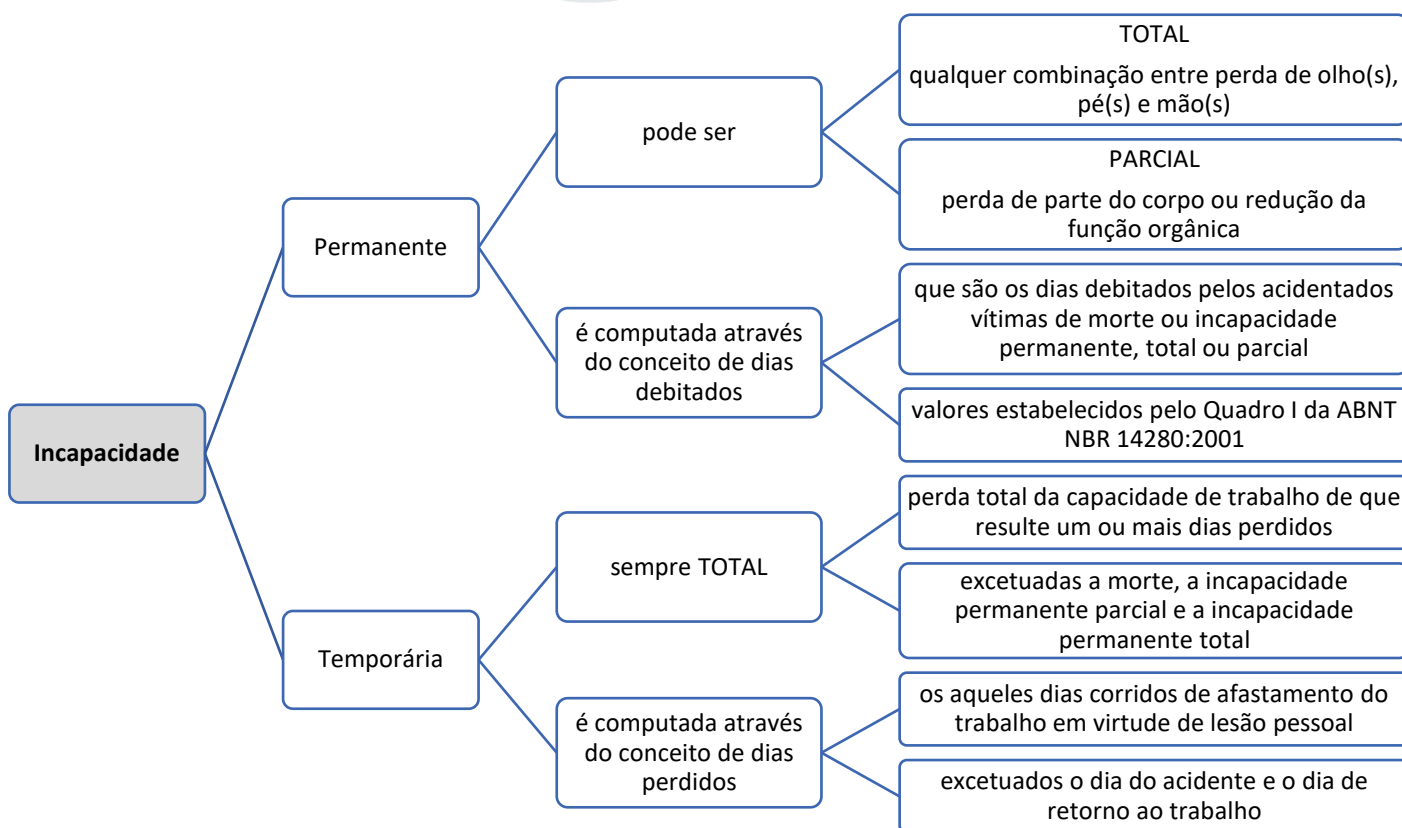 Incapacidade
Permanente
pode ser
TOTAL
qualquer combinação entre perda de olho(s),
pé(s) e mão(s)
PARCIAL
perda de parte do corpo ou redução da
função orgânica
é computada através
do conceito de dias
debitados
que são os dias debitados pelos acidentados
vítimas de morte ou incapacidade
permanente, total ou parcial
valores estabelecidos pelo Quadro I da ABNT
NBR 14280:2001
Temporária
sempre TOTAL
perda total da capacidade de trabalho de que
resulte um ou mais dias perdidos
excetuadas a morte, a incapacidade
permanente parcial e a incapacidade
permanente total
é computada através
do conceito de dias
perdidos
os aqueles dias corridos de afastamento do
trabalho em virtude de lesão pessoal
excetuados o dia do acidente e o dia de
retorno ao trabalho